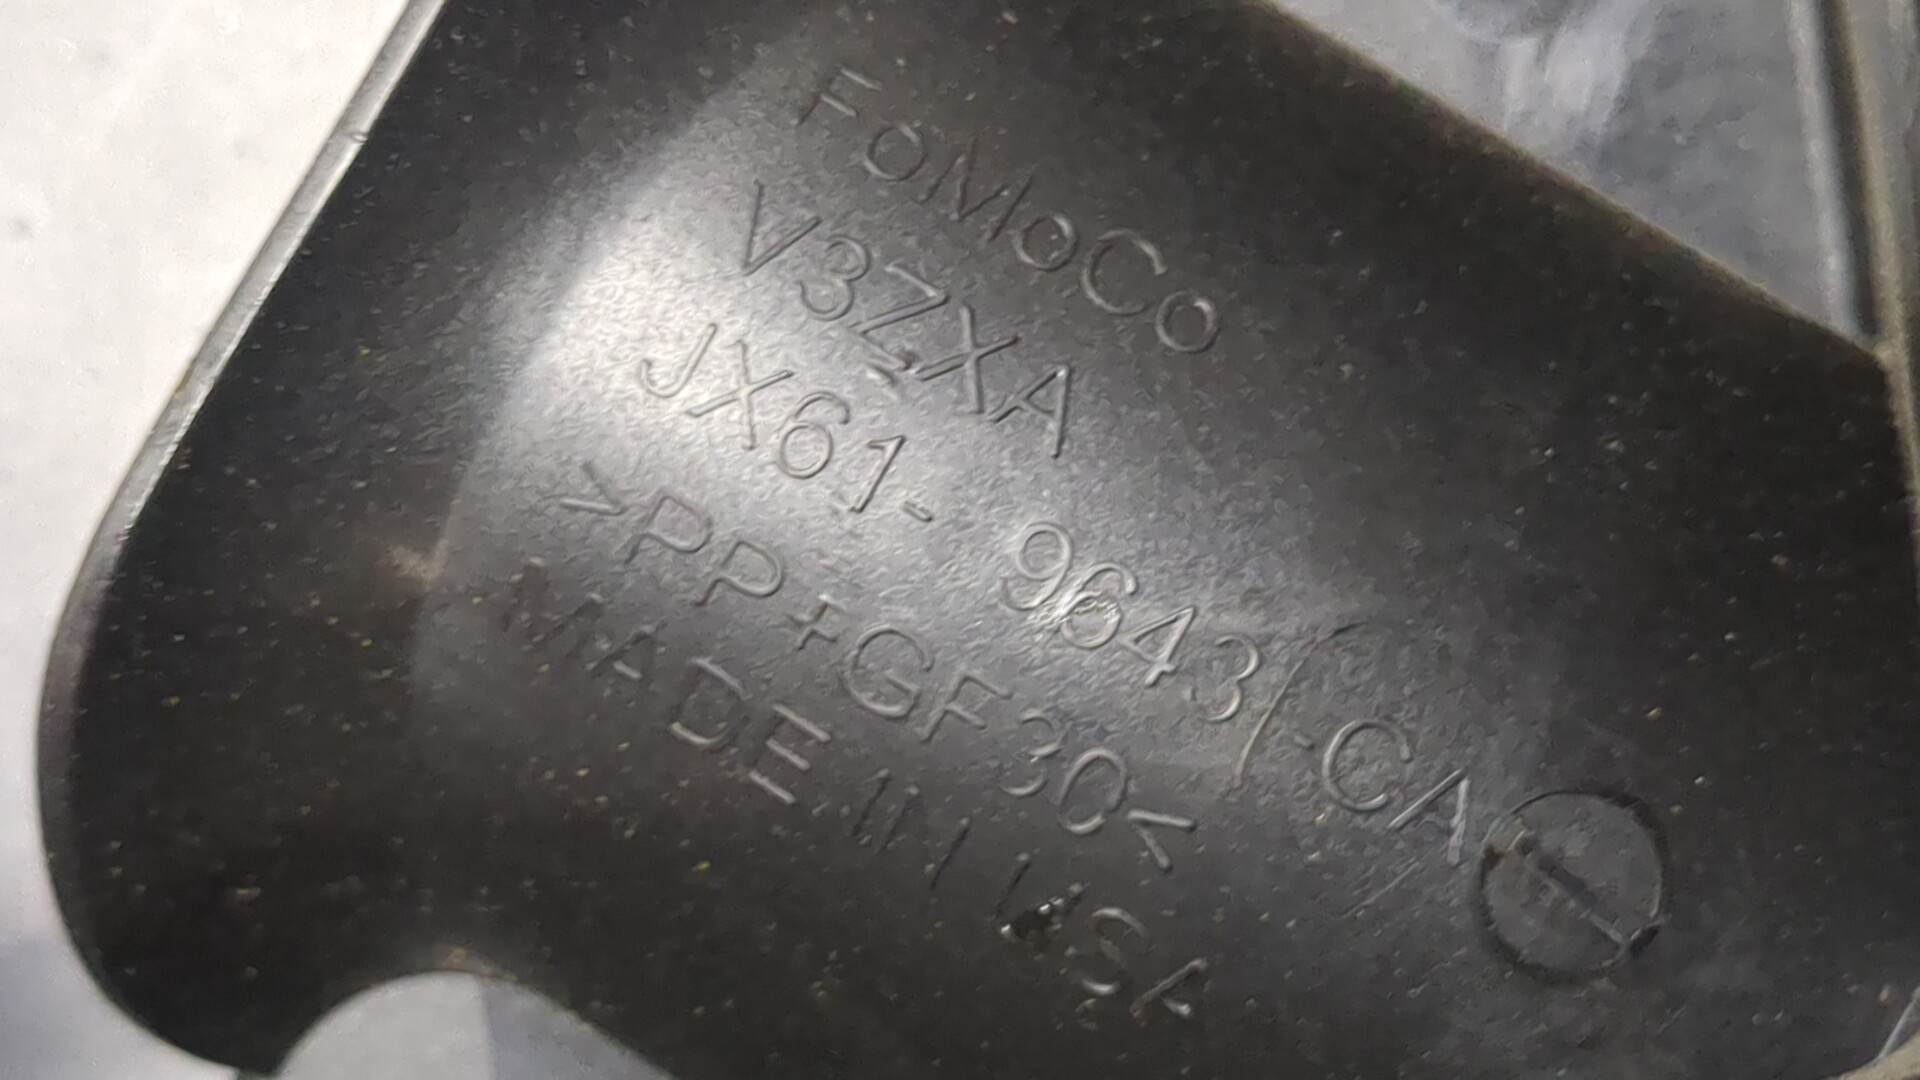 FoMoCo
V3ZXA
JX61- 9643/-CA
>PP+GF30<
MADE IN USA